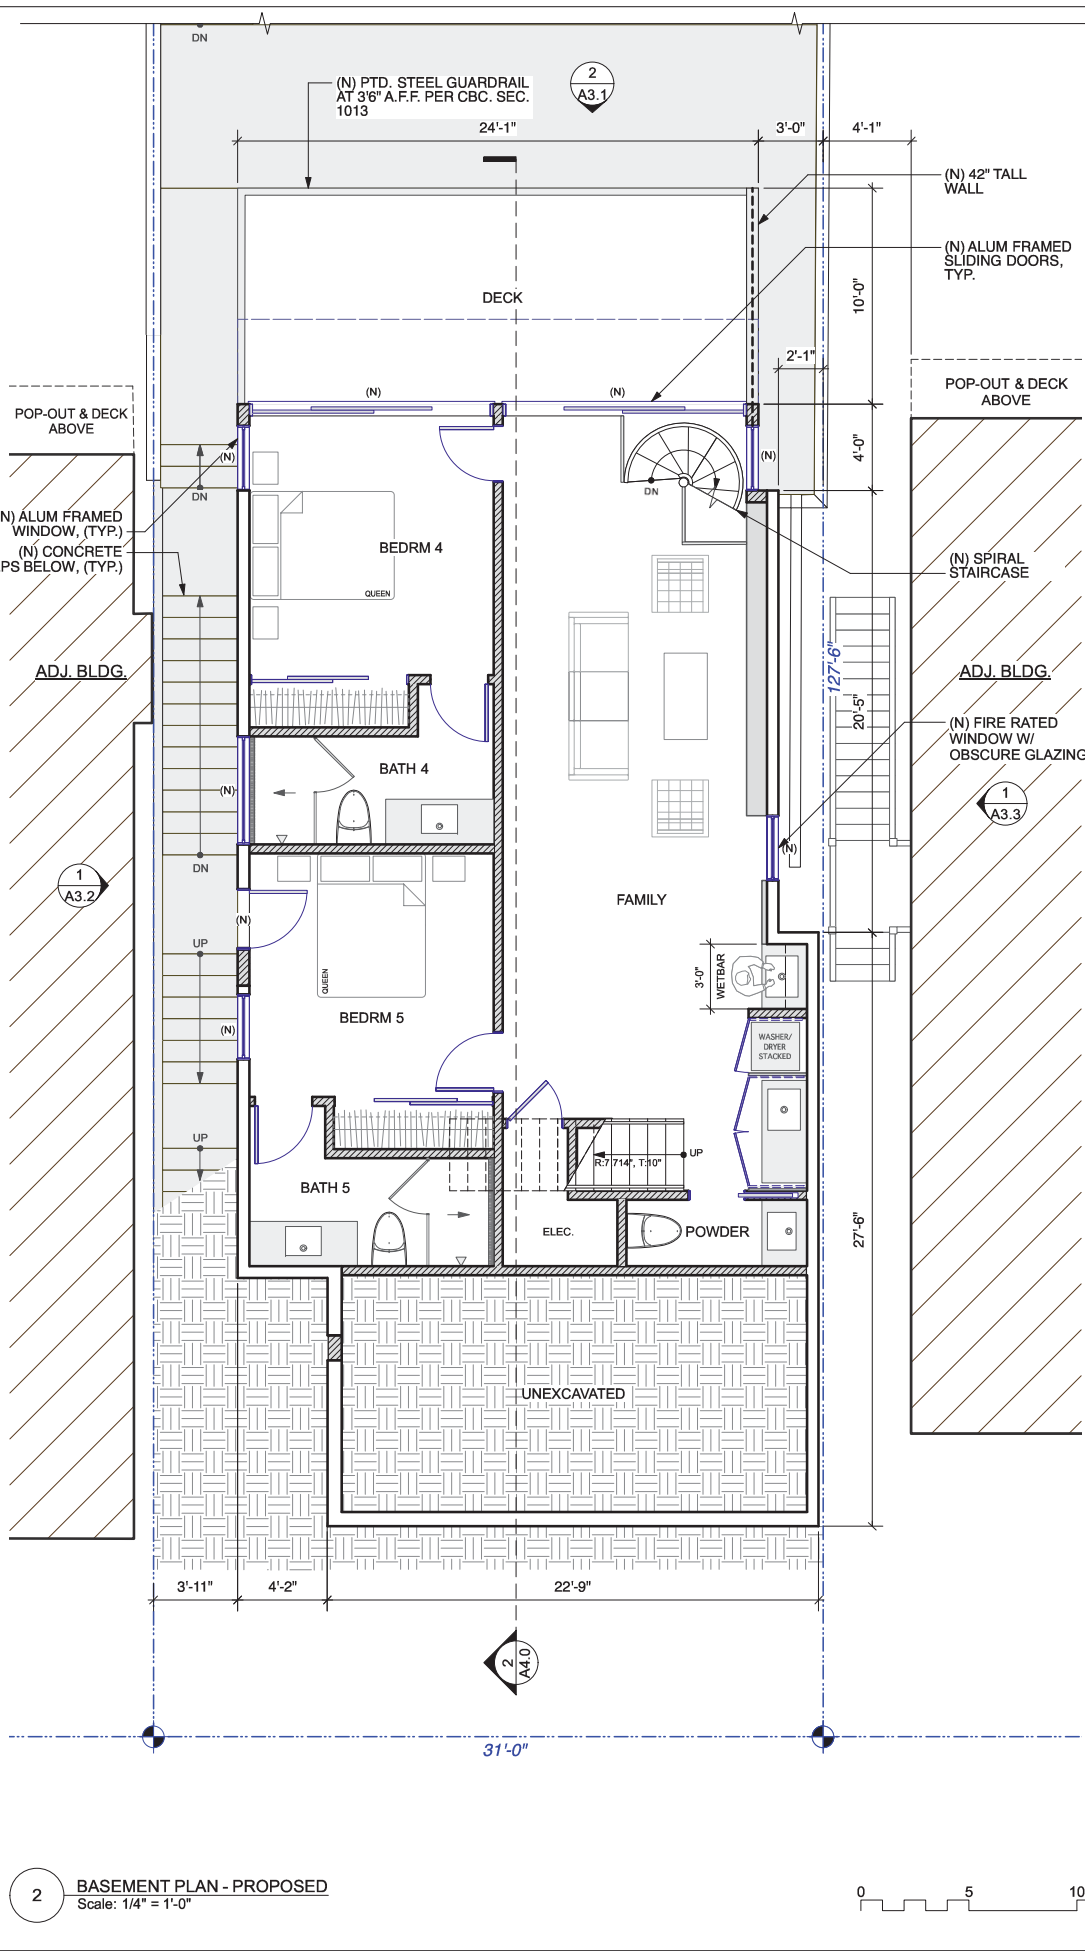 DN
(N) PTD. STEEL GUARDRAIL
AT 3'6" A.F.F. PER CBC. SEC.
1013
2
A3.1
24'-1"
3'-0"
4'-1"
(N) 42" TALL
WALL
(N) ALUM FRAMED
SLIDING DOORS,
TYP.
DECK
10'-0"
2'-1"
(N)
(N)
POP-OUT & DECK
ABOVE
POP-OUT & DECK
ABOVE
(N)
(N)
4'-0"
DN
DN
N) ALUM FRAMED
WINDOW, (TYP.)
(N) CONCRETE
PS BELOW, (TYP.)
BEDRM 4
QUEEN
(N) SPIRAL
STAIRCASE
ADJ. BLDG.
127'-6"
20'-5"
ADJ. BLDG.
(N) FIRE RATED
WINDOW W/
OBSCURE GLAZING
BATH 4
(N)
1
A3.3
(N)
DN
1
A3.2
FAMILY
(N)
UP
3'-0"
WETBAR
QUEEN
BEDRM 5
(N)
WASHER/
DRYER
STACKED
UP
UP
R:7.714", T:10"
BATH 5
ELEC.
POWDER
27'-6"
UNEXCAVATED
3'-11"
4'-2"
22'-9"
2
A4.0
31'-0"
2
BASEMENT PLAN - PROPOSED
Scale: 1/4" = 1'-0"
0
5
10